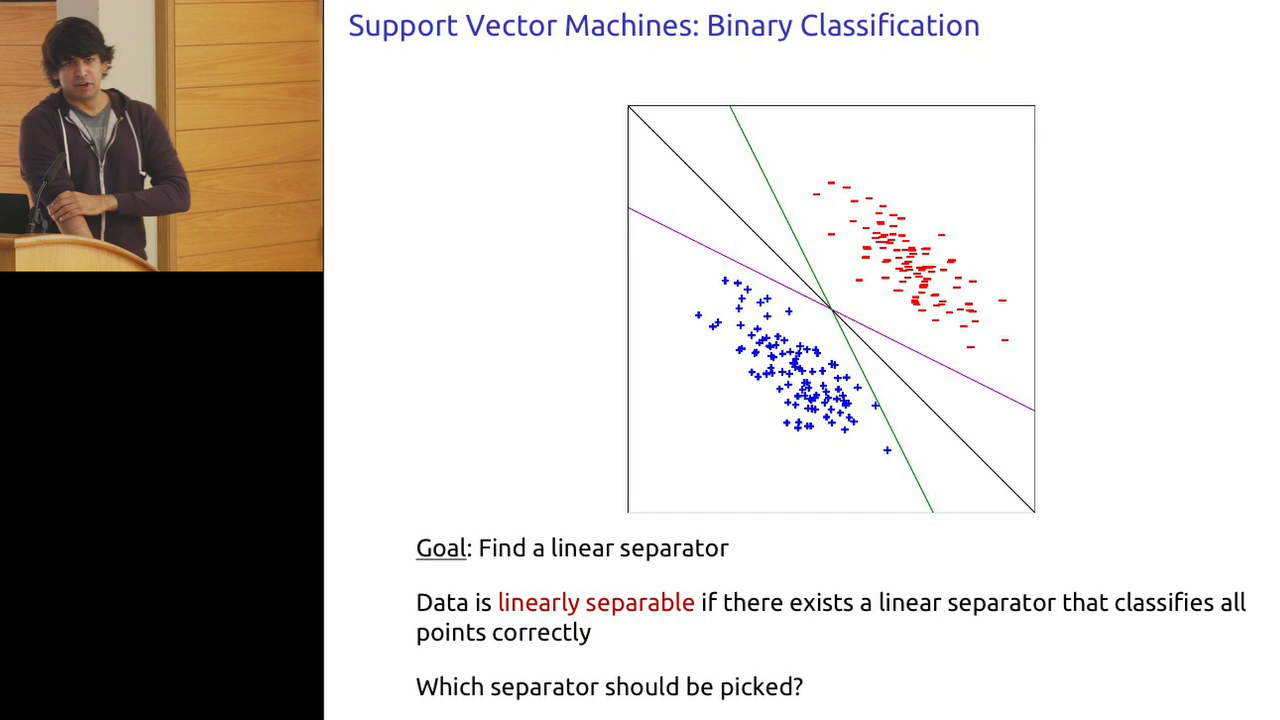 Support Vector Machines: Binary Classification
Goal: Find a linear separator
Data is linearly separable if there exists a linear separator that classifies all
points correctly
Which separator should be picked?